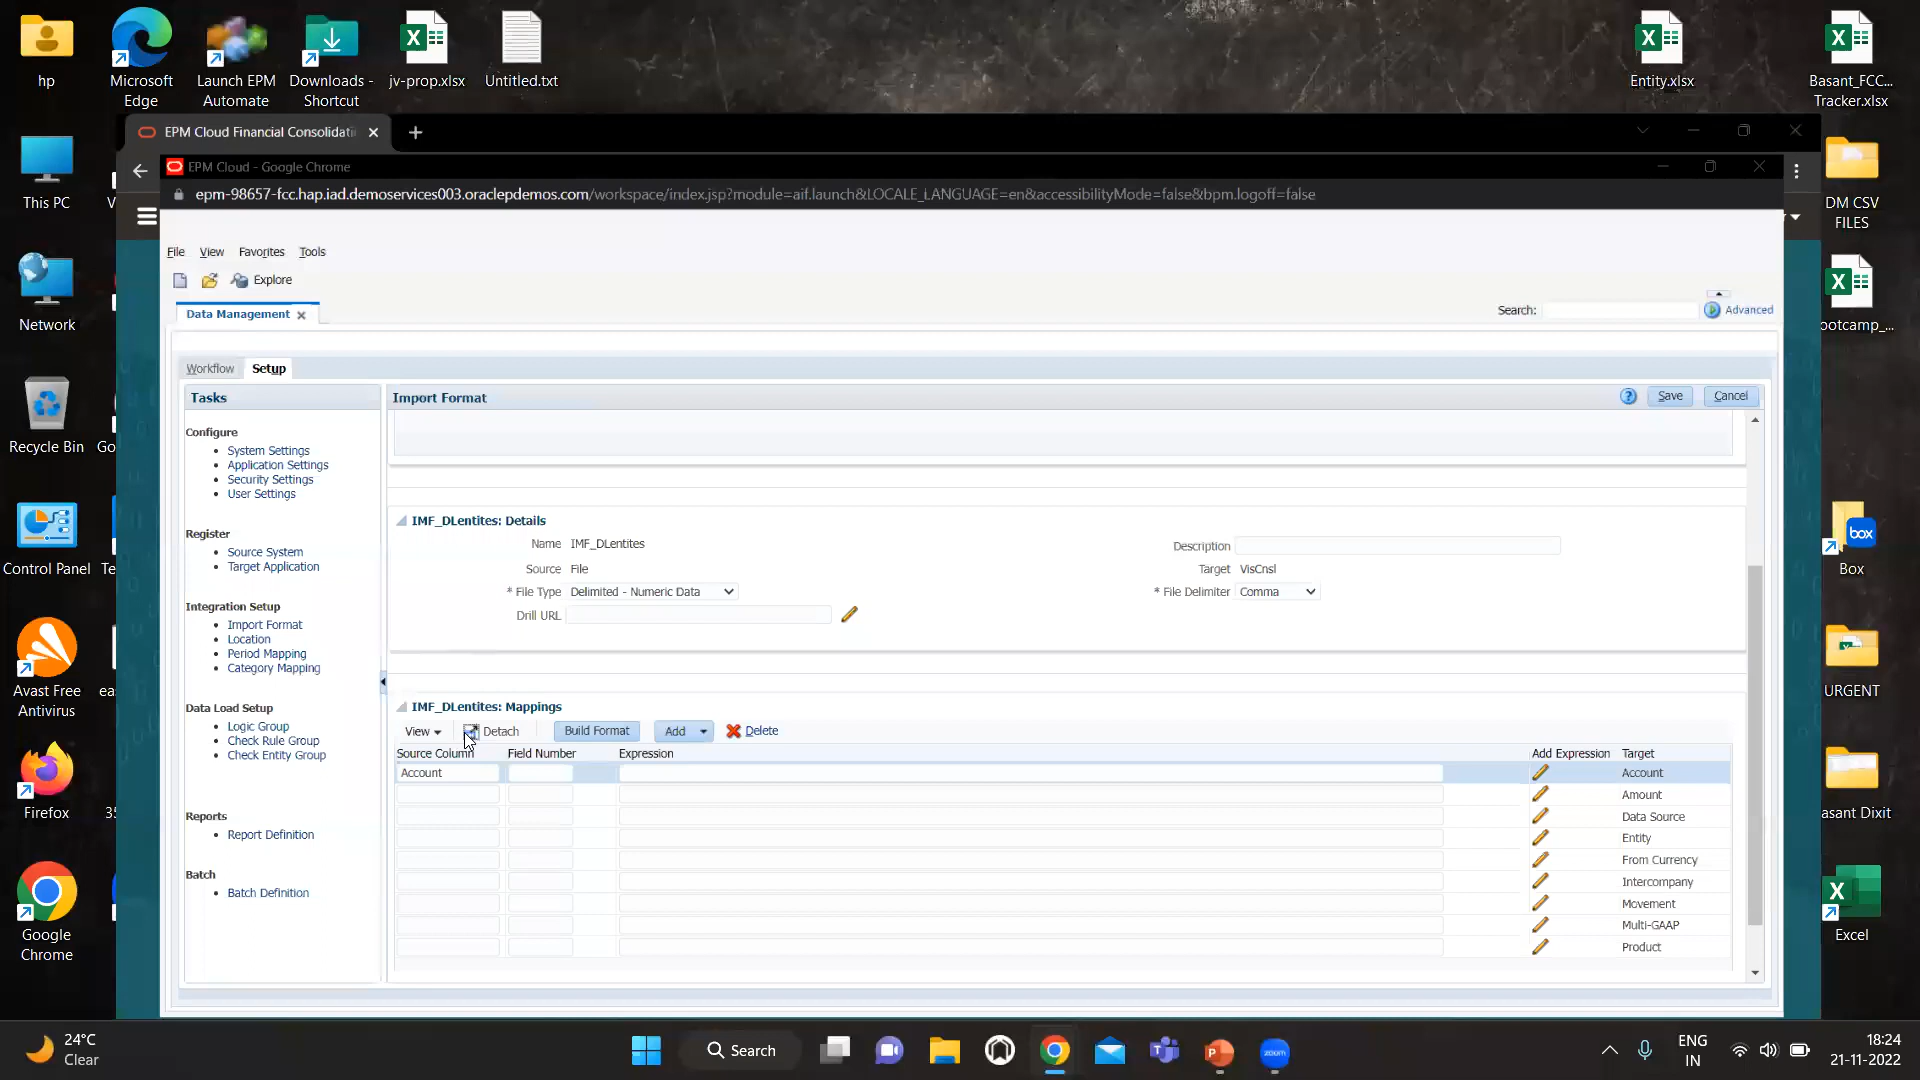 hp
Microsoft
Edge
Launch EPM
Automate
Downloads -
Shortcut
jv-prop.xlsx
Untitled.txt
Entity.xlsx
Basant_FCC...
Tracker.xlsx
This PC
Network
Recycle Bin
Control Panel
Avast Free
Antivirus
Firefox
Google
Chrome
V
Go
Te
ea
35
DM CSV
FILES
ootcamp_...
box
Box
URGENT
asant Dixit
Excel
EPM Cloud Financial Consolidati
EPM Cloud - Google Chrome
epm-98657-fcc.hap.iad.demoservices003.oraclepdemos.com/workspace/index.jsp?module=aif.launch&LOCALE_LANGUAGE=en&accessibilityMode=false&bpm.logoff=false
File View Favorites Tools
Explore
Data Management
Search:
Advanced
Workflow Setup
Tasks
Configure
System Settings
Application Settings
Security Settings
User Settings
Register
Source System
Target Application
Integration Setup
Import Format
Location
Period Mapping
Category Mapping
Data Load Setup
Logic Group
Check Rule Group
Check Entity Group
Reports
Report Definition
Batch
Batch Definition
Import Format
Save Cancel
IMF_DLentites: Details
Name IMF_DLentites
Description
Source File
Target VisCnsl
* File Type Delimited - Numeric Data
* File Delimiter Comma
Drill URL
IMF_DLentites: Mappings
View Detach Build Format Add Delete
Source Column Field Number Expression Add Expression Target
Account Account
Amount
Data Source
Entity
From Currency
Intercompany
Movement
Multi-GAAP
Product
24°C
Clear
Search
zoom
ENG
IN
18:24
21-11-2022